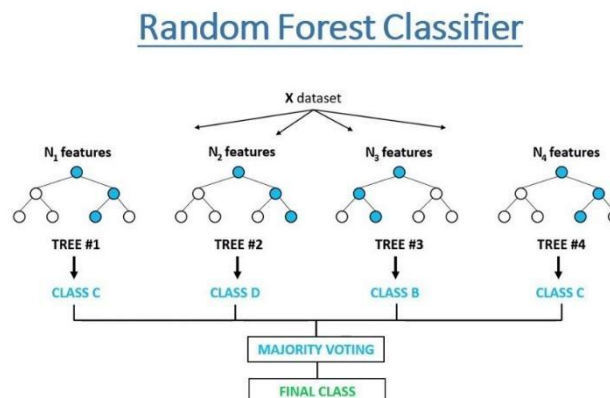 Random Forest Classifier
X dataset
N₁ features N₂ features N₃ features N₄ features
TREE #1 TREE #2 TREE #3 TREE #4
CLASS C CLASS D CLASS B CLASS C
MAJORITY VOTING
FINAL CLASS